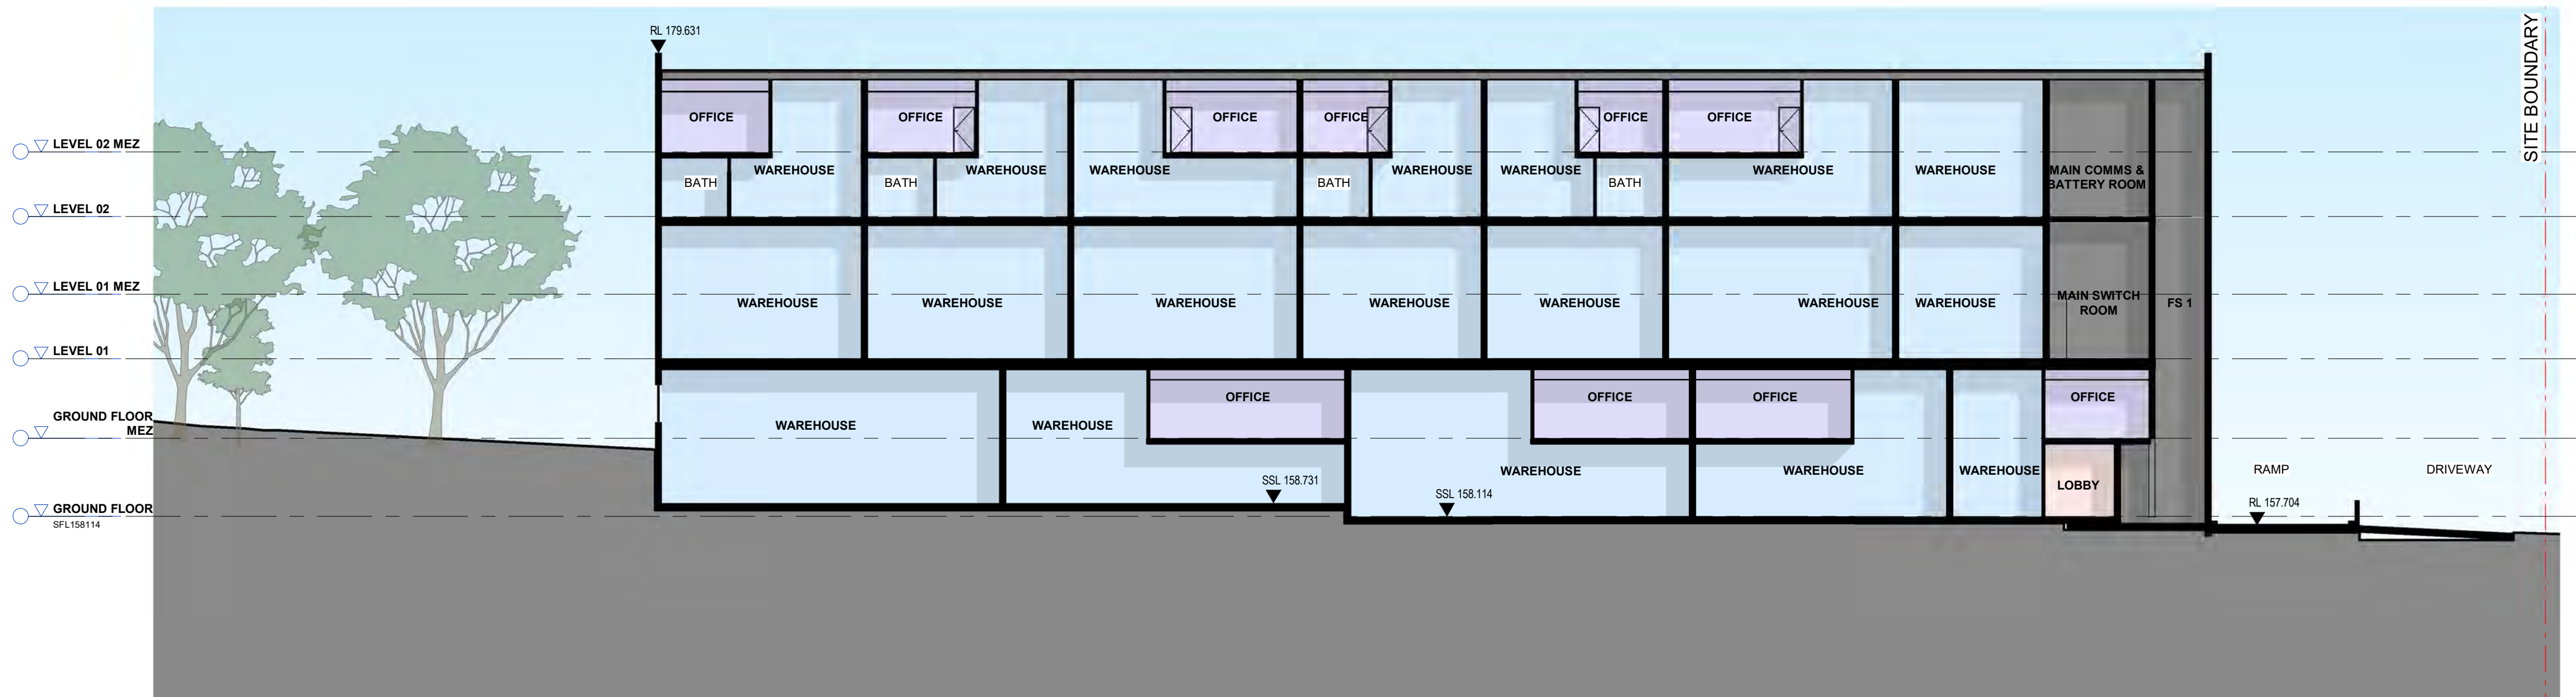 SITE BOUNDARY
RL 179.631
OFFICE OFFICE OFFICE OFFICE OFFICE OFFICE
LEVEL 02 MEZ
WAREHOUSE WAREHOUSE WAREHOUSE WAREHOUSE WAREHOUSE WAREHOUSE WAREHOUSE
MAIN COMMS &
BATTERY ROOM
BATH BATH BATH BATH
LEVEL 02
LEVEL 01 MEZ
WAREHOUSE WAREHOUSE WAREHOUSE WAREHOUSE WAREHOUSE WAREHOUSE WAREHOUSE
MAIN SWITCH
ROOM
FS 1
LEVEL 01
OFFICE OFFICE OFFICE OFFICE
GROUND FLOOR
MEZ
WAREHOUSE WAREHOUSE
WAREHOUSE WAREHOUSE WAREHOUSE
RAMP DRIVEWAY
SSL 158.731
LOBBY
SSL 158.114
RL 157.704
GROUND FLOOR
SFL158114